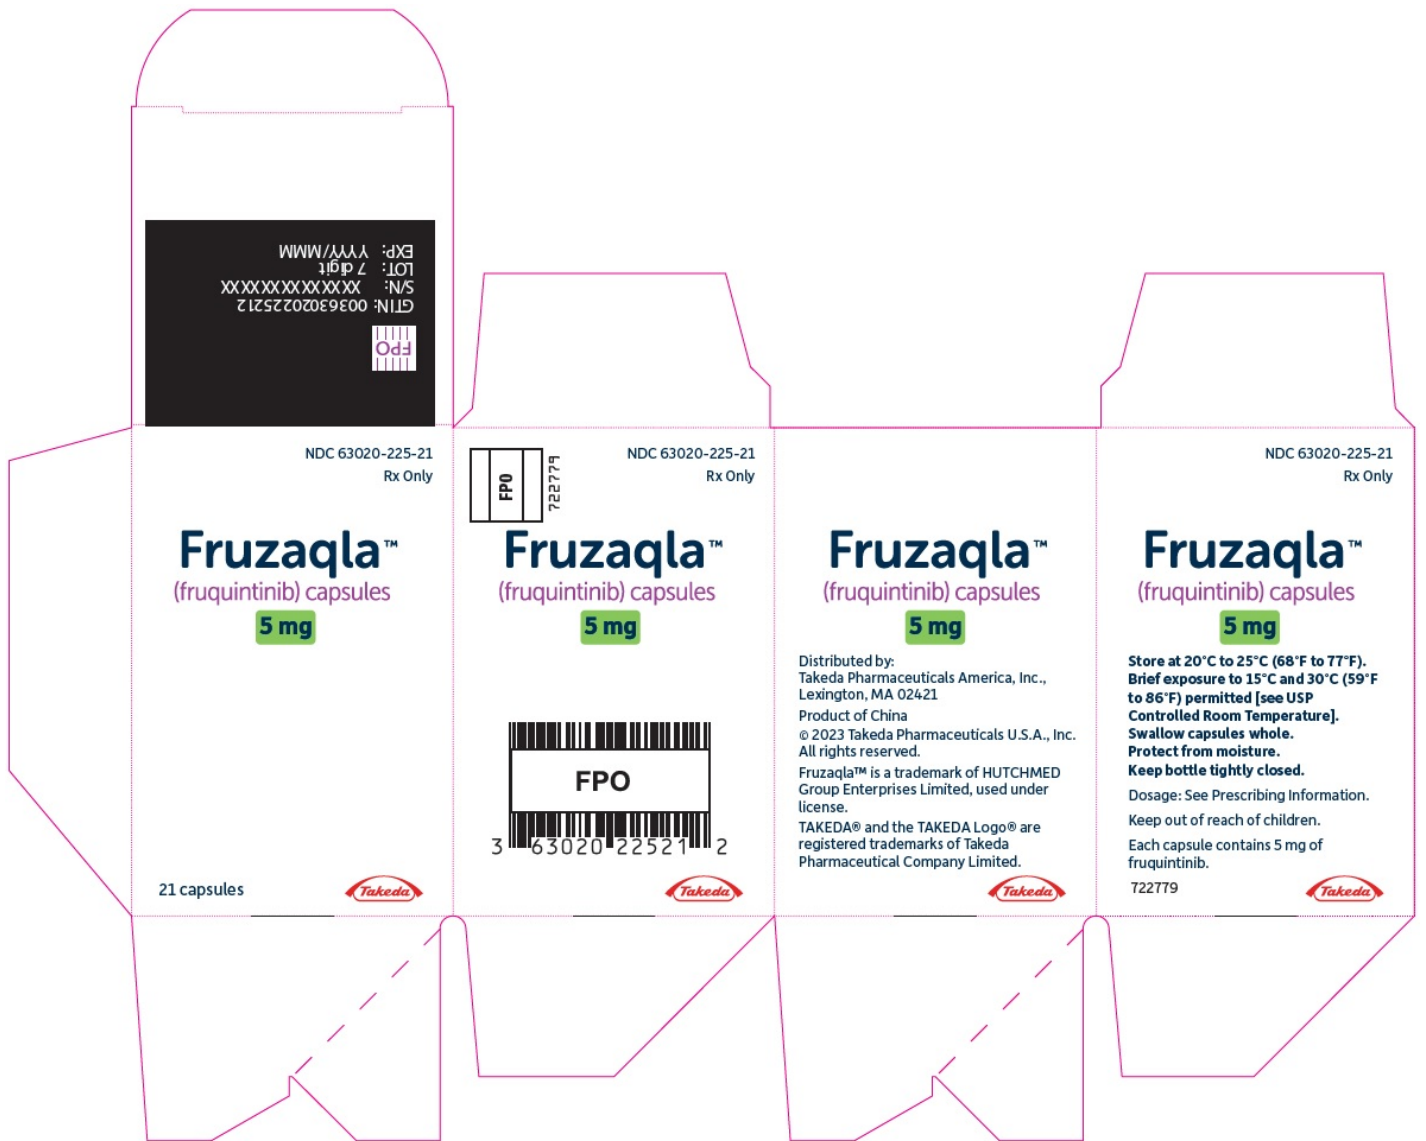 GTIN: 00363020225212
S/N: XXXXXXXXXXXXXX
LOT: 7 digit
EXP: YYYY/MMM
FPO
NDC 63020-225-21
Rx Only
Fruzaqla™
(fruquintinib) capsules
5 mg
21 capsules
Takeda
FPO
722779
NDC 63020-225-21
Rx Only
Fruzaqla™
(fruquintinib) capsules
5 mg
FPO
3 63020 22521 2
Takeda
Fruzaqla™
(fruquintinib) capsules
5 mg
Distributed by:
Takeda Pharmaceuticals America, Inc.,
Lexington, MA 02421
Product of China
© 2023 Takeda Pharmaceuticals U.S.A., Inc.
All rights reserved.
Fruzaqla™ is a trademark of HUTCHMED
Group Enterprises Limited, used under
license.
TAKEDA® and the TAKEDA Logo® are
registered trademarks of Takeda
Pharmaceutical Company Limited.
Takeda
NDC 63020-225-21
Rx Only
Fruzaqla™
(fruquintinib) capsules
5 mg
Store at 20°C to 25°C (68°F to 77°F).
Brief exposure to 15°C and 30°C (59°F
to 86°F) permitted [see USP
Controlled Room Temperature].
Swallow capsules whole.
Protect from moisture.
Keep bottle tightly closed.
Dosage: See Prescribing Information.
Keep out of reach of children.
Each capsule contains 5 mg of
fruquintinib.
722779
Takeda